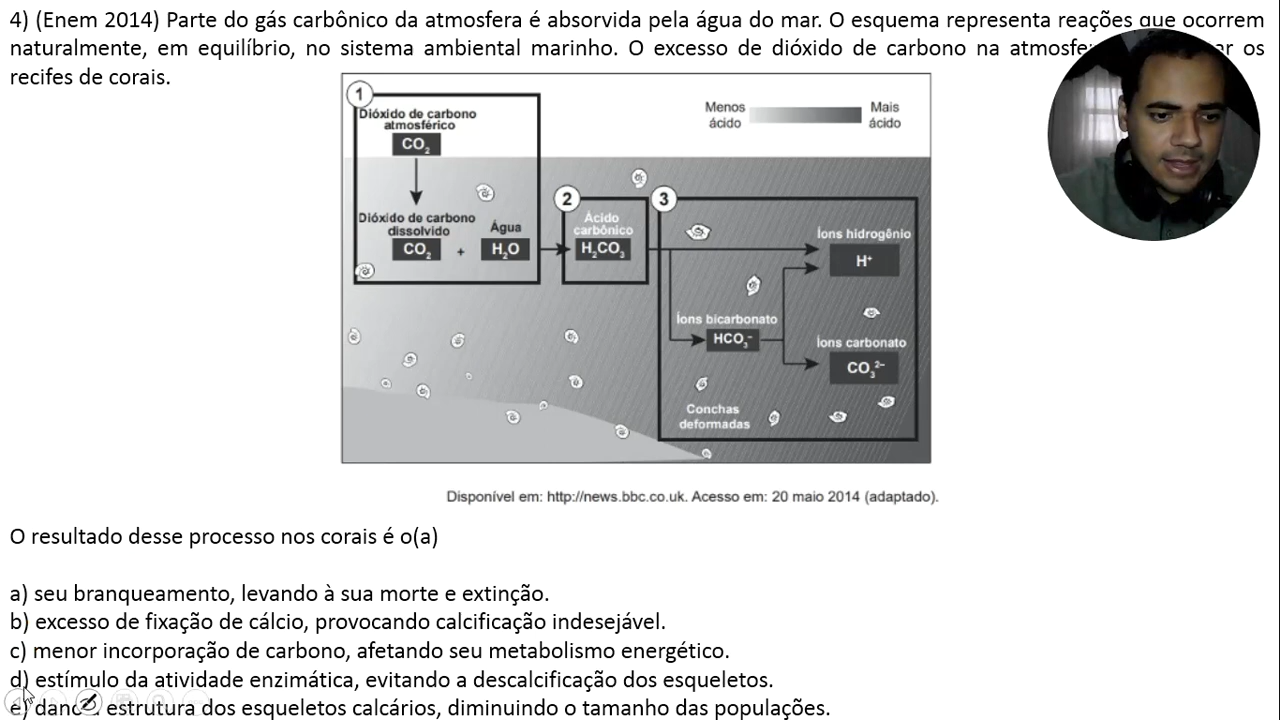 4) (Enem 2014) Parte do gás carbônico da atmosfera é absorvida pela água do mar. O esquema representa reações que ocorrem
naturalmente, em equilíbrio, no sistema ambiental marinho. O excesso de dióxido de carbono na os
recifes de corais.
1
Dióxido de carbono
atmosférico
CO₂
Menos
ácido
Mais
ácido
Dióxido de carbono
dissolvido
CO₂
+
Água
H₂O
2
Ácido
carbônico
H₂CO₃
3
Íons hidrogênio
H⁺
Íons bicarbonato
HCO₃⁻
Íons carbonato
CO₃²⁻
Conchas
deformadas
Disponível em: http://news.bbc.co.uk. Acesso em: 20 maio 2014 (adaptado).
O resultado desse processo nos corais é o(a)
a) seu branqueamento, levando à sua morte e extinção.
b) excesso de fixação de cálcio, provocando calcificação indesejável.
c) menor incorporação de carbono, afetando seu metabolismo energético.
d) estímulo da atividade enzimática, evitando a descalcificação dos esqueletos.
e) estrutura dos esqueletos calcários, diminuindo o tamanho das populações.